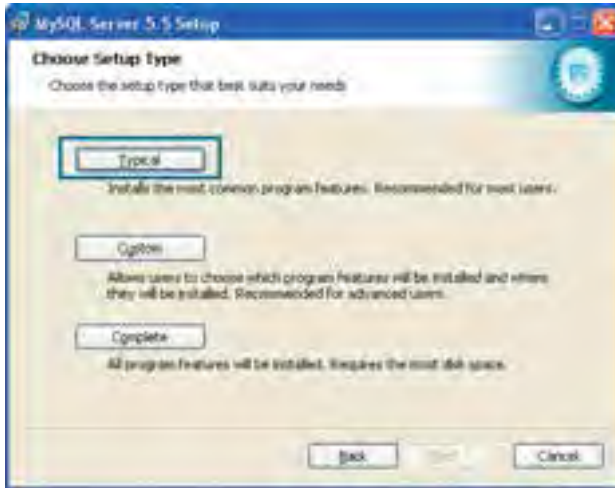 MySQL Server 5.5 Setup
Choose Setup Type
Choose the setup type that best suits your needs
Typical
Installs the most common program features. Recommended for most users.
Custom
Allows users to choose which program features will be installed and where
they will be installed. Recommended for advanced users.
Complete
All program features will be installed. Requires the most disk space.
Back
Next
Cancel